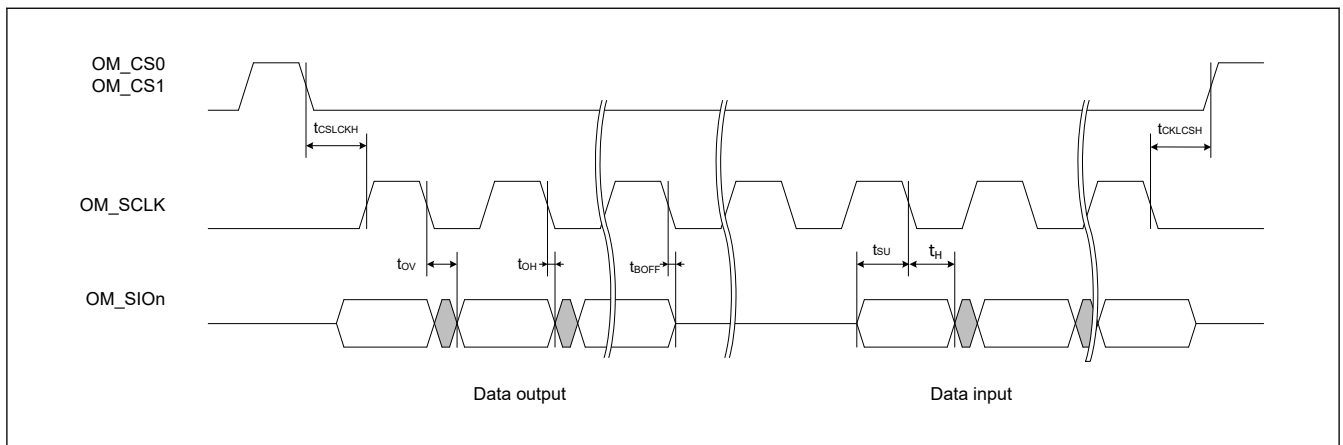 OM_CS0
OM_CS1
tCSLCKH
tCKLCSH
OM_SCLK
tOV
tOH
tBOFF
tSU
tH
OM_SIOn
Data output
Data input